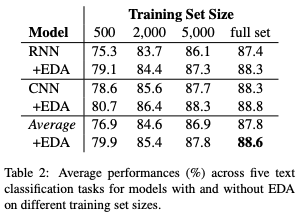 Training Set Size
Model 500 2,000 5,000 full set
RNN 75.3 83.7 86.1 87.4
+EDA 79.1 84.4 87.3 88.3
CNN 78.6 85.6 87.7 88.3
+EDA 80.7 86.4 88.3 88.8
Average 76.9 84.6 86.9 87.8
+EDA 79.9 85.4 87.8 88.6
Table 2: Average performances (%) across five text
classification tasks for models with and without EDA
on different training set sizes.